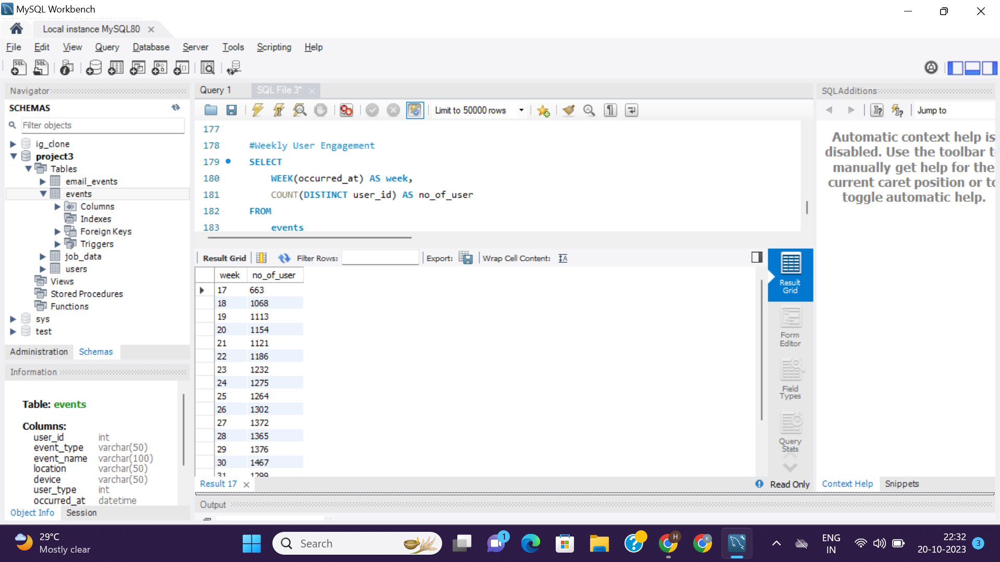 MySQL Workbench
Local instance MySQL80
File Edit View Query Database Server Tools Scripting Help
Navigator
SCHEMAS
Filter objects
ig_clone
project3
Tables
email_events
events
Columns
Indexes
Foreign Keys
Triggers
job_data
users
Views
Stored Procedures
Functions
sys
test
Administration Schemas
Information
Table: events
Columns:
user_id int
event_type varchar(50)
event_name varchar(100)
location varchar(50)
device varchar(50)
user_type int
occurred_at datetime
Object Info Session
Query 1 SQL File 3*
Limit to 50000 rows
177
178 #Weekly User Engagement
179 SELECT
180 WEEK(occurred_at) AS week,
181 COUNT(DISTINCT user_id) AS no_of_user
182 FROM
183 events
Result Grid Filter Rows: Export: Wrap Cell Content:
week no_of_user
17 663
18 1068
19 1113
20 1154
21 1121
22 1186
23 1232
24 1275
25 1264
26 1302
27 1372
28 1365
29 1376
30 1467
31 1299
Result Grid
Form Editor
Field Types
Query Stats
Result 17
Read Only
Output
SQLAdditions
Jump to
Automatic context help is
disabled. Use the toolbar t
manually get help for the
current caret position or to
toggle automatic help.
Context Help Snippets
29°C
Mostly clear
Search
1
H
K
ENG
IN
22:32
20-10-2023
3